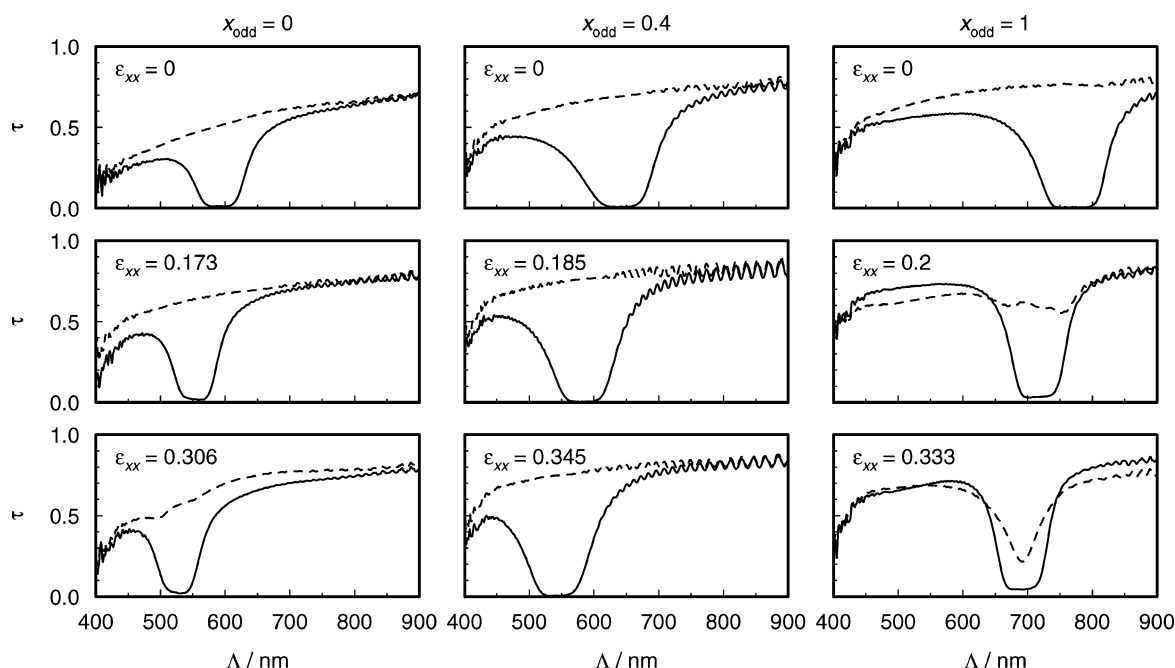 x_odd = 0 x_odd = 0.4 x_odd = 1
1.0
ε_xx = 0 ε_xx = 0 ε_xx = 0
τ 0.5
0.0
1.0
ε_xx = 0.173 ε_xx = 0.185 ε_xx = 0.2
τ 0.5
0.0
1.0
ε_xx = 0.306 ε_xx = 0.345 ε_xx = 0.333
τ 0.5
0.0
400 500 600 700 800 900 400 500 600 700 800 900 400 500 600 700 800 900
Λ / nm Λ / nm Λ / nm